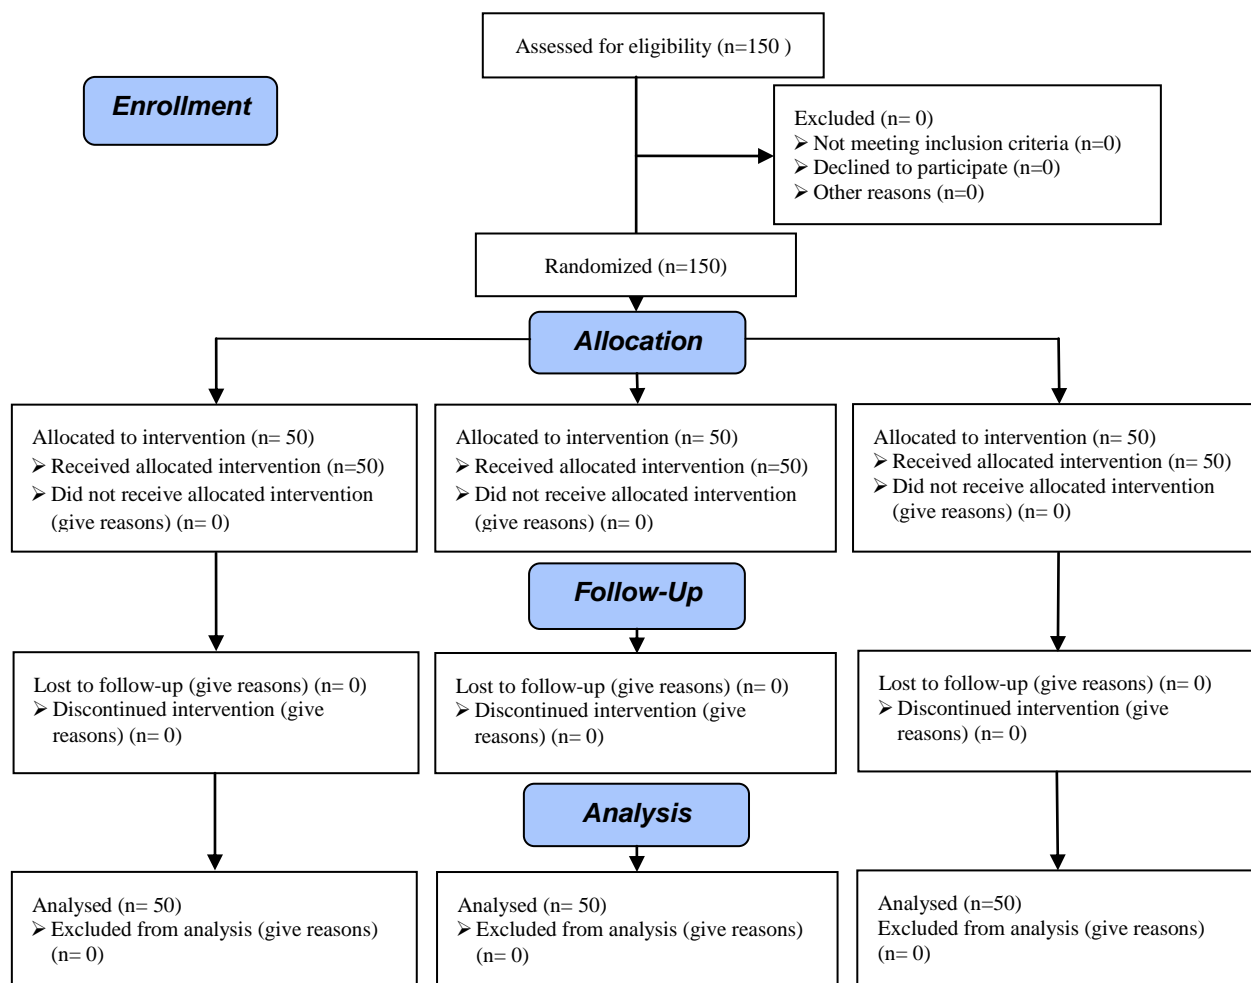 Assessed for eligibility (n=150 )
Enrollment
Excluded (n= 0)
➢ Not meeting inclusion criteria (n=0)
➢ Declined to participate (n=0)
➢ Other reasons (n=0)
Randomized (n=150)
Allocation
Allocated to intervention (n= 50)
➢ Received allocated intervention (n=50)
➢ Did not receive allocated intervention
(give reasons) (n= 0)
Allocated to intervention (n= 50)
➢ Received allocated intervention (n=50)
➢ Did not receive allocated intervention
(give reasons) (n= 0)
Allocated to intervention (n= 50)
➢ Received allocated intervention (n= 50)
➢ Did not receive allocated intervention
(give reasons) (n= 0)
Follow-Up
Lost to follow-up (give reasons) (n= 0)
➢ Discontinued intervention (give
reasons) (n= 0)
Lost to follow-up (give reasons) (n= 0)
➢ Discontinued intervention (give
reasons) (n= 0)
Lost to follow-up (give reasons) (n= 0)
➢ Discontinued intervention (give
reasons) (n= 0)
Analysis
Analysed (n= 50)
➢ Excluded from analysis (give reasons)
(n= 0)
Analysed (n= 50)
➢ Excluded from analysis (give reasons)
(n= 0)
Analysed (n=50)
Excluded from analysis (give reasons)
(n= 0)